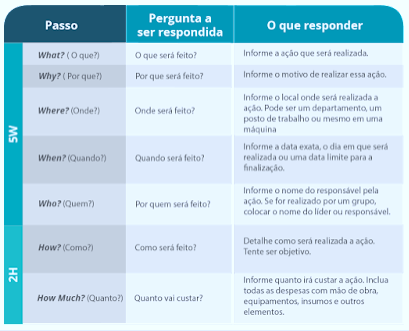 Passo
Pergunta a
ser respondida
O que responder
5W
What? ( O que?)
O que será feito?
Informe a ação que será realizada.
Why? ( Por que?)
Por que será feito?
Informe o motivo de realizar essa ação.
Where? (Onde?)
Onde será feito?
Informe o local onde será realizada a
ação. Pode ser um departamento, um
posto de trabalho ou mesmo em uma
máquina
When? (Quando?)
Quando será feito?
Informe a data exata, o dia em que será
realizada ou uma data limite para a
finalização.
Who? (Quem?)
Por quem será feito?
Informe o nome do responsável pela
ação. Se for realizado por um grupo,
colocar o nome do líder ou responsável.
2H
How? (Como?)
Como será feito?
Detalhe como será realizada a ação.
Tente ser objetivo.
How Much? (Quanto?)
Quanto vai custar?
Informe quanto irá custar a ação. Inclua
todas as despesas com mão de obra,
equipamentos, insumos e outros
elementos.